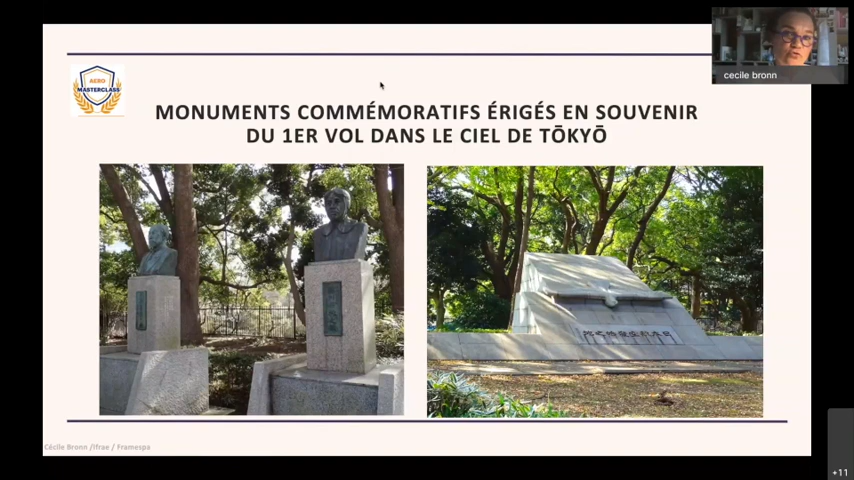 cecile bronn
AERO
MASTERCLASS
MONUMENTS COMMÉMORATIFS ÉRIGÉS EN SOUVENIR
DU 1ER VOL DANS LE CIEL DE TŌKYŌ
Cécile Bronn /Ifrae / Framespa
+11